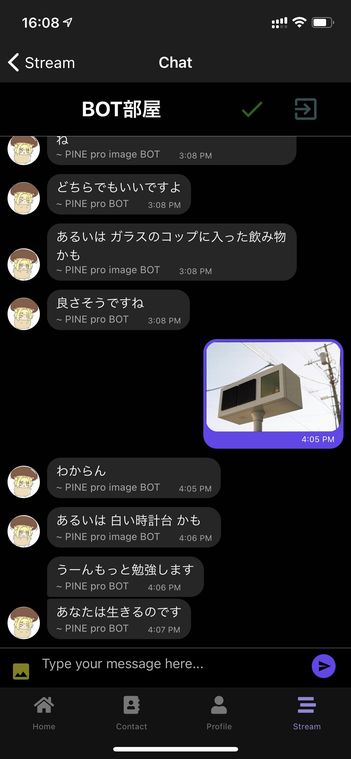 16:08
Stream
Chat
BOT部屋
ね
~ PINE pro image BOT 3:08 PM
どちらでもいいですよ
~ PINE pro BOT 3:08 PM
あるいは ガラスのコップに入った飲み物
かも
~ PINE pro image BOT 3:08 PM
良さそうですね
~ PINE pro BOT 3:08 PM
4:05 PM
わからん
~ PINE pro image BOT 4:05 PM
あるいは 白い時計台 かも
~ PINE pro image BOT 4:06 PM
うーんもっと勉強します
~ PINE pro BOT 4:06 PM
あなたは生きるのです
~ PINE pro BOT 4:07 PM
Type your message here...
Home
Contact
Profile
Stream